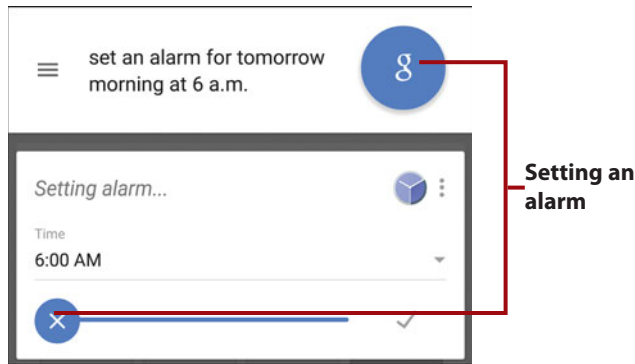 set an alarm for tomorrow
morning at 6 a.m.
g
Setting alarm...
Time
6:00 AM
Setting an
alarm